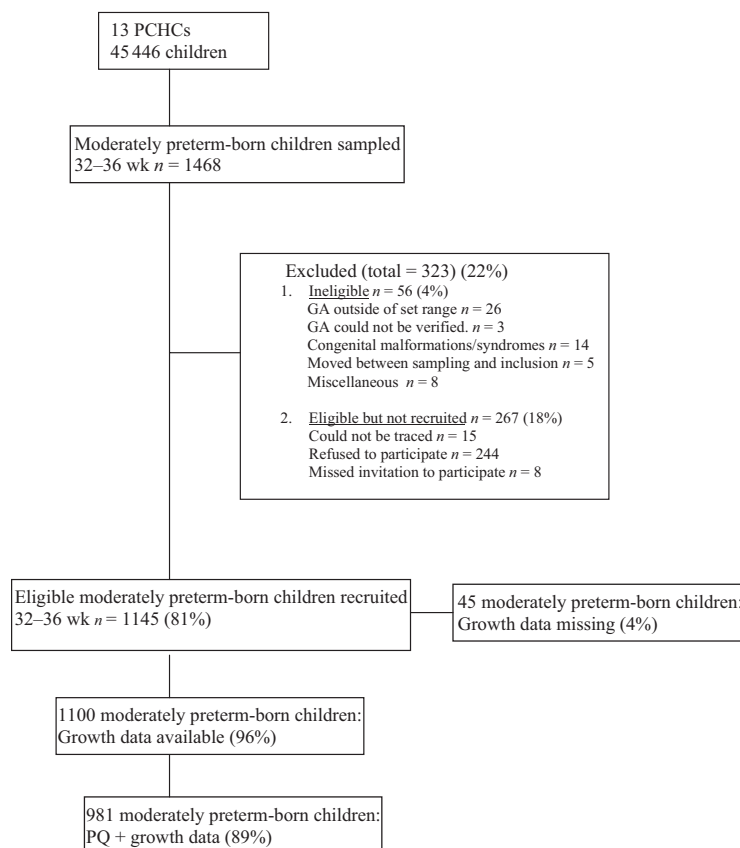 13 PCHCs
45 446 children
Moderately preterm-born children sampled
32–36 wk n = 1468
Excluded (total = 323) (22%)
1. Ineligible n = 56 (4%)
GA outside of set range n = 26
GA could not be verified. n = 3
Congenital malformations/syndromes n = 14
Moved between sampling and inclusion n = 5
Miscellaneous n = 8
2. Eligible but not recruited n = 267 (18%)
Could not be traced n = 15
Refused to participate n = 244
Missed invitation to participate n = 8
Eligible moderately preterm-born children recruited
32–36 wk n = 1145 (81%)
45 moderately preterm-born children:
Growth data missing (4%)
1100 moderately preterm-born children:
Growth data available (96%)
981 moderately preterm-born children:
PQ + growth data (89%)